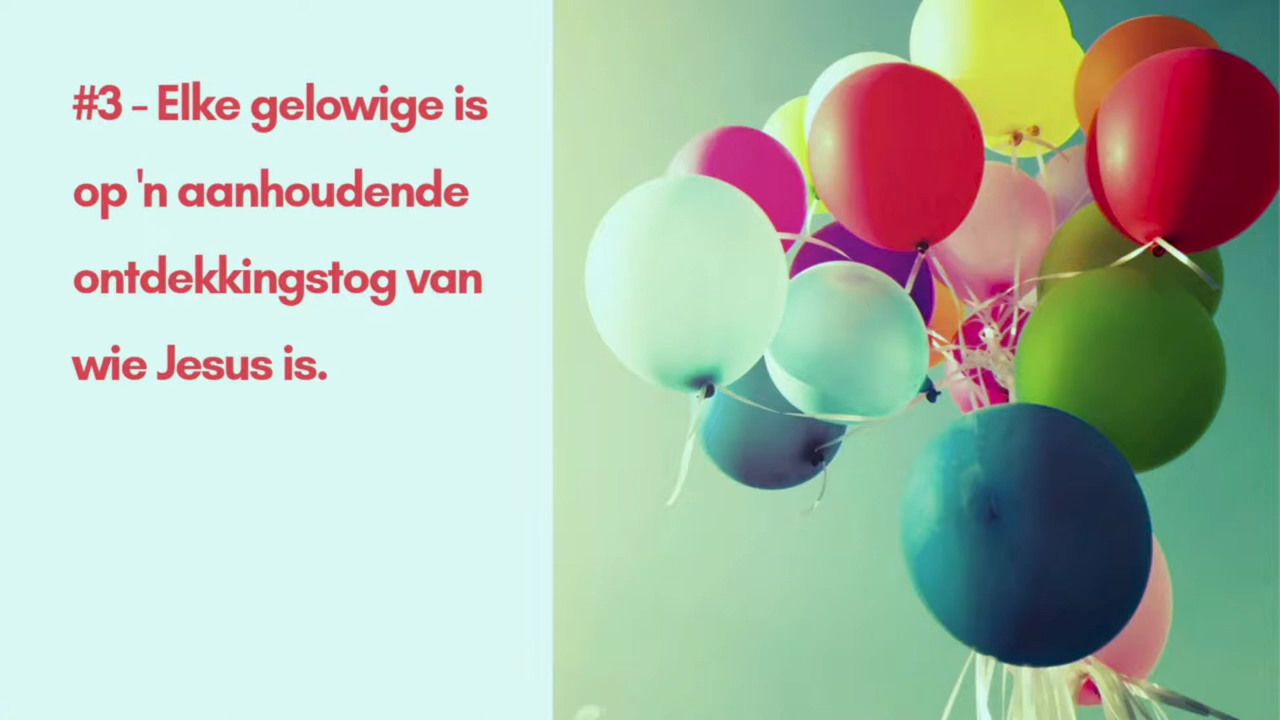 #3 - Elke gelowige is
op 'n aanhoudende
ontdekkingstog van
wie Jesus is.